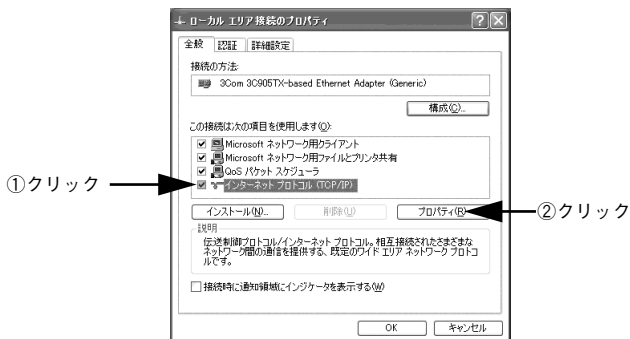 ローカル エリア接続のプロパティ
全般 認証 詳細設定
接続の方法:
3Com 3C905TX-based Ethernet Adapter (Generic)
構成(C)...
この接続は次の項目を使用します(O):
Microsoft ネットワーク用クライアント
Microsoft ネットワーク用ファイルとプリンタ共有
QoS パケット スケジューラ
①クリック
インターネット プロトコル (TCP/IP)
インストール(N)... 削除(U) プロパティ(R)
②クリック
説明
伝送制御プロトコル/インターネット プロトコル。相互接続されたさまざまな
ネットワーク間の通信を提供する、既定のワイド エリア ネットワーク プロトコ
ルです。
接続時に通知領域にインジケータを表示する(W)
OK キャンセル